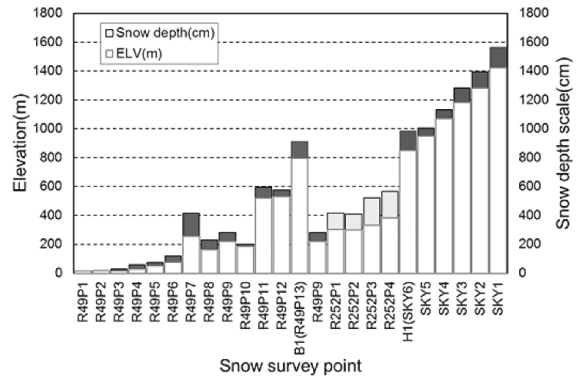 1800
1600
1400
1200
1000
800
600
400
200
0
Elevation(m)
Snow depth(cm)
ELV(m)
1800
1600
1400
1200
1000
800
600
400
200
0
Snow depth scale(cm)
R49P1
R49P2
R49P3
R49P4
R49P5
R49P6
R49P7
R49P8
R49P9
R49P10
R49P11
R49P12
B1(R49P13)
R49P9
R252P1
R252P2
R252P3
R252P4
H1(SKY6)
SKY5
SKY4
SKY3
SKY2
SKY1
Snow survey point